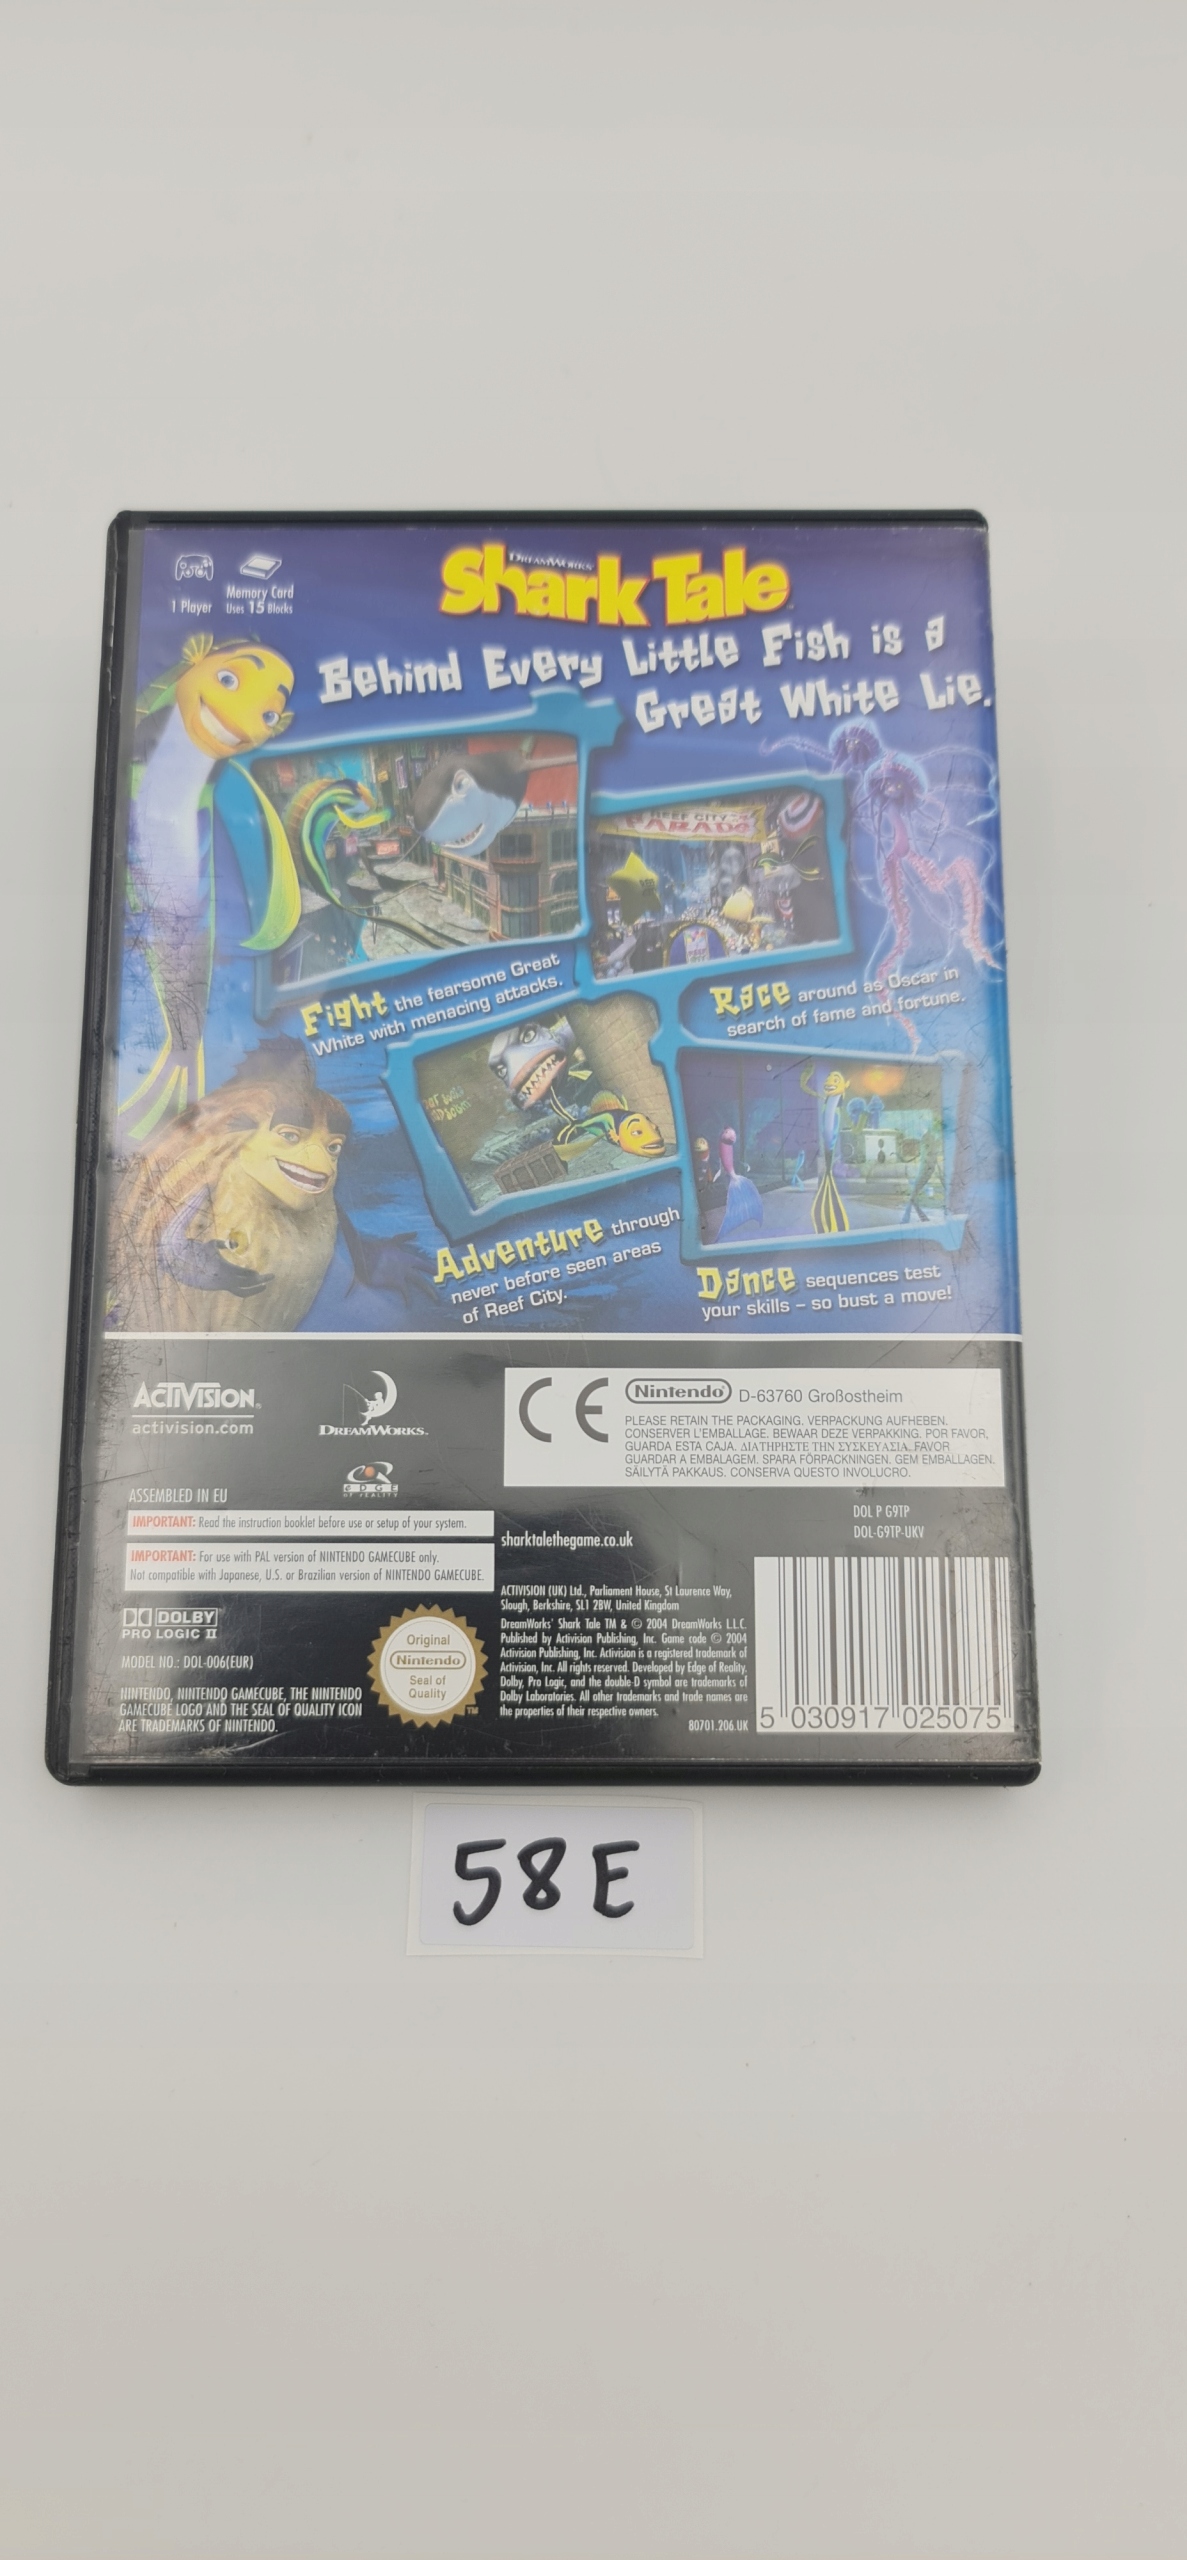 DREAMWORKS
Shark Tale
1 Player
Memory Card
Uses 15 Blocks
Behind Every Little Fish is a
Great White Lie.
REEF CITY
PARADE
Fight the fearsome Great
White with menacing attacks.
Race around as Oscar in
search of fame and fortune.
Adventure through
never before seen areas
of Reef City.
Dance sequences test
your skills – so bust a move!
ACTIVISION®
activision.com
DREAMWORKS.
EDGE
OF REALITY
CE
Nintendo® D-63760 Großostheim
PLEASE RETAIN THE PACKAGING. VERPACKUNG AUFHEBEN.
CONSERVER L'EMBALLAGE. BEWAAR DEZE VERPAKKING. POR FAVOR,
GUARDA ESTA CAJA. ΔΙΑΤΗΡΗΣΤΕ ΤΗΝ ΣΥΣΚΕΥΑΣΙΑ. FAVOR
GUARDAR A EMBALAGEM. SPARA FÖRPACKNINGEN. GEM EMBALLAGEN.
SÄILYTÄ PAKKAUS. CONSERVA QUESTO INVOLUCRO.
ASSEMBLED IN EU
IMPORTANT: Read the instruction booklet before use or setup of your system.
IMPORTANT: For use with PAL version of NINTENDO GAMECUBE only.
Not compatible with Japanese, U.S. or Brazilian version of NINTENDO GAMECUBE.
DOLBY
PRO LOGIC II
MODEL NO.: DOL-006(EUR)
NINTENDO, NINTENDO GAMECUBE, THE NINTENDO
GAMECUBE LOGO AND THE SEAL OF QUALITY ICON
ARE TRADEMARKS OF NINTENDO.
Original
Nintendo
Seal of
Quality
TM
sharktalethegame.co.uk
DOL P G9TP
DOL-G9TP-UKV
ACTIVISION (UK) Ltd., Parliament House, St Laurence Way,
Slough, Berkshire, SL1 2BW, United Kingdom
DreamWorks' Shark Tale TM & © 2004 DreamWorks L.L.C.
Published by Activision Publishing, Inc. Game code © 2004
Activision Publishing, Inc. Activision is a registered trademark of
Activision, Inc. All rights reserved. Developed by Edge of Reality.
Dolby, Pro Logic, and the double-D symbol are trademarks of
Dolby Laboratories. All other trademarks and trade names are
the properties of their respective owners.
80701.206.UK
5 030917 025075
58E